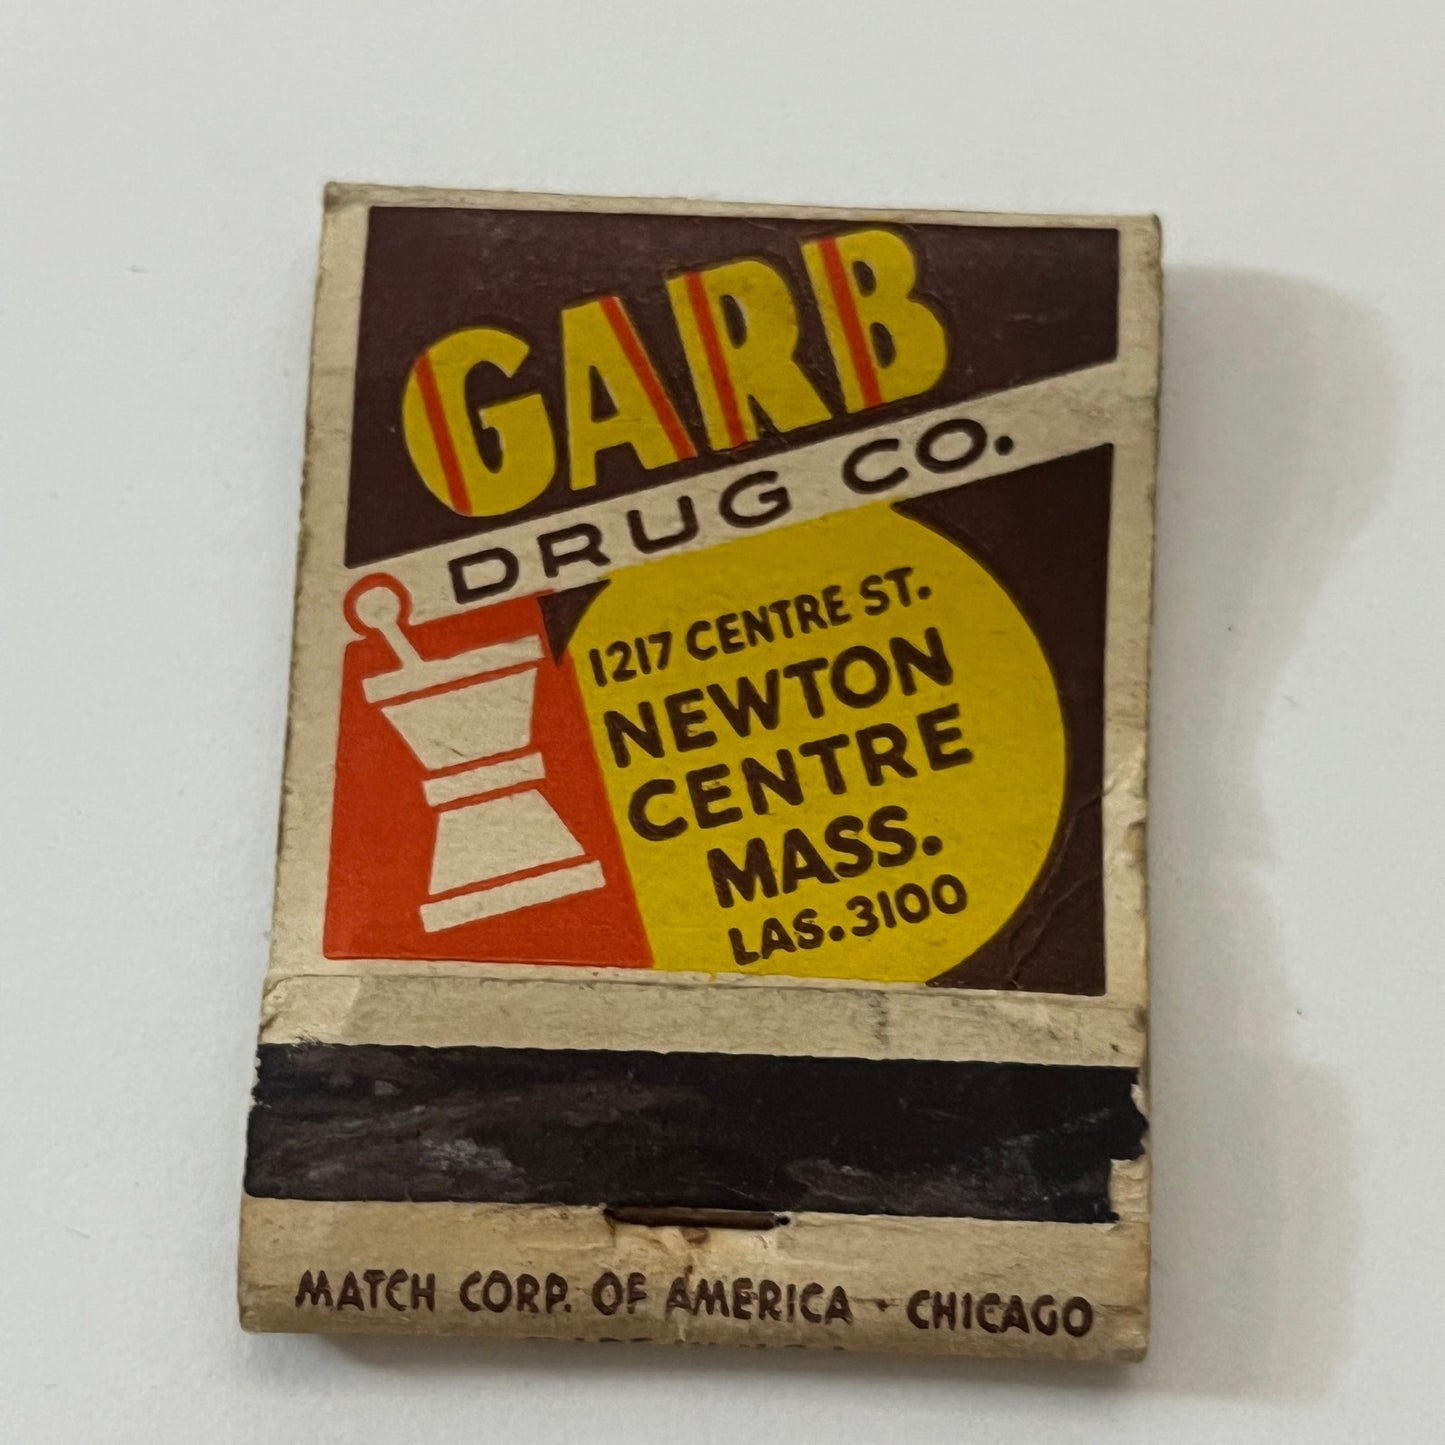 GARB
DRUG CO.
1217 CENTRE ST.
NEWTON
CENTRE
MASS.
LAS. 3100
MATCH CORP. OF AMERICA • CHICAGO